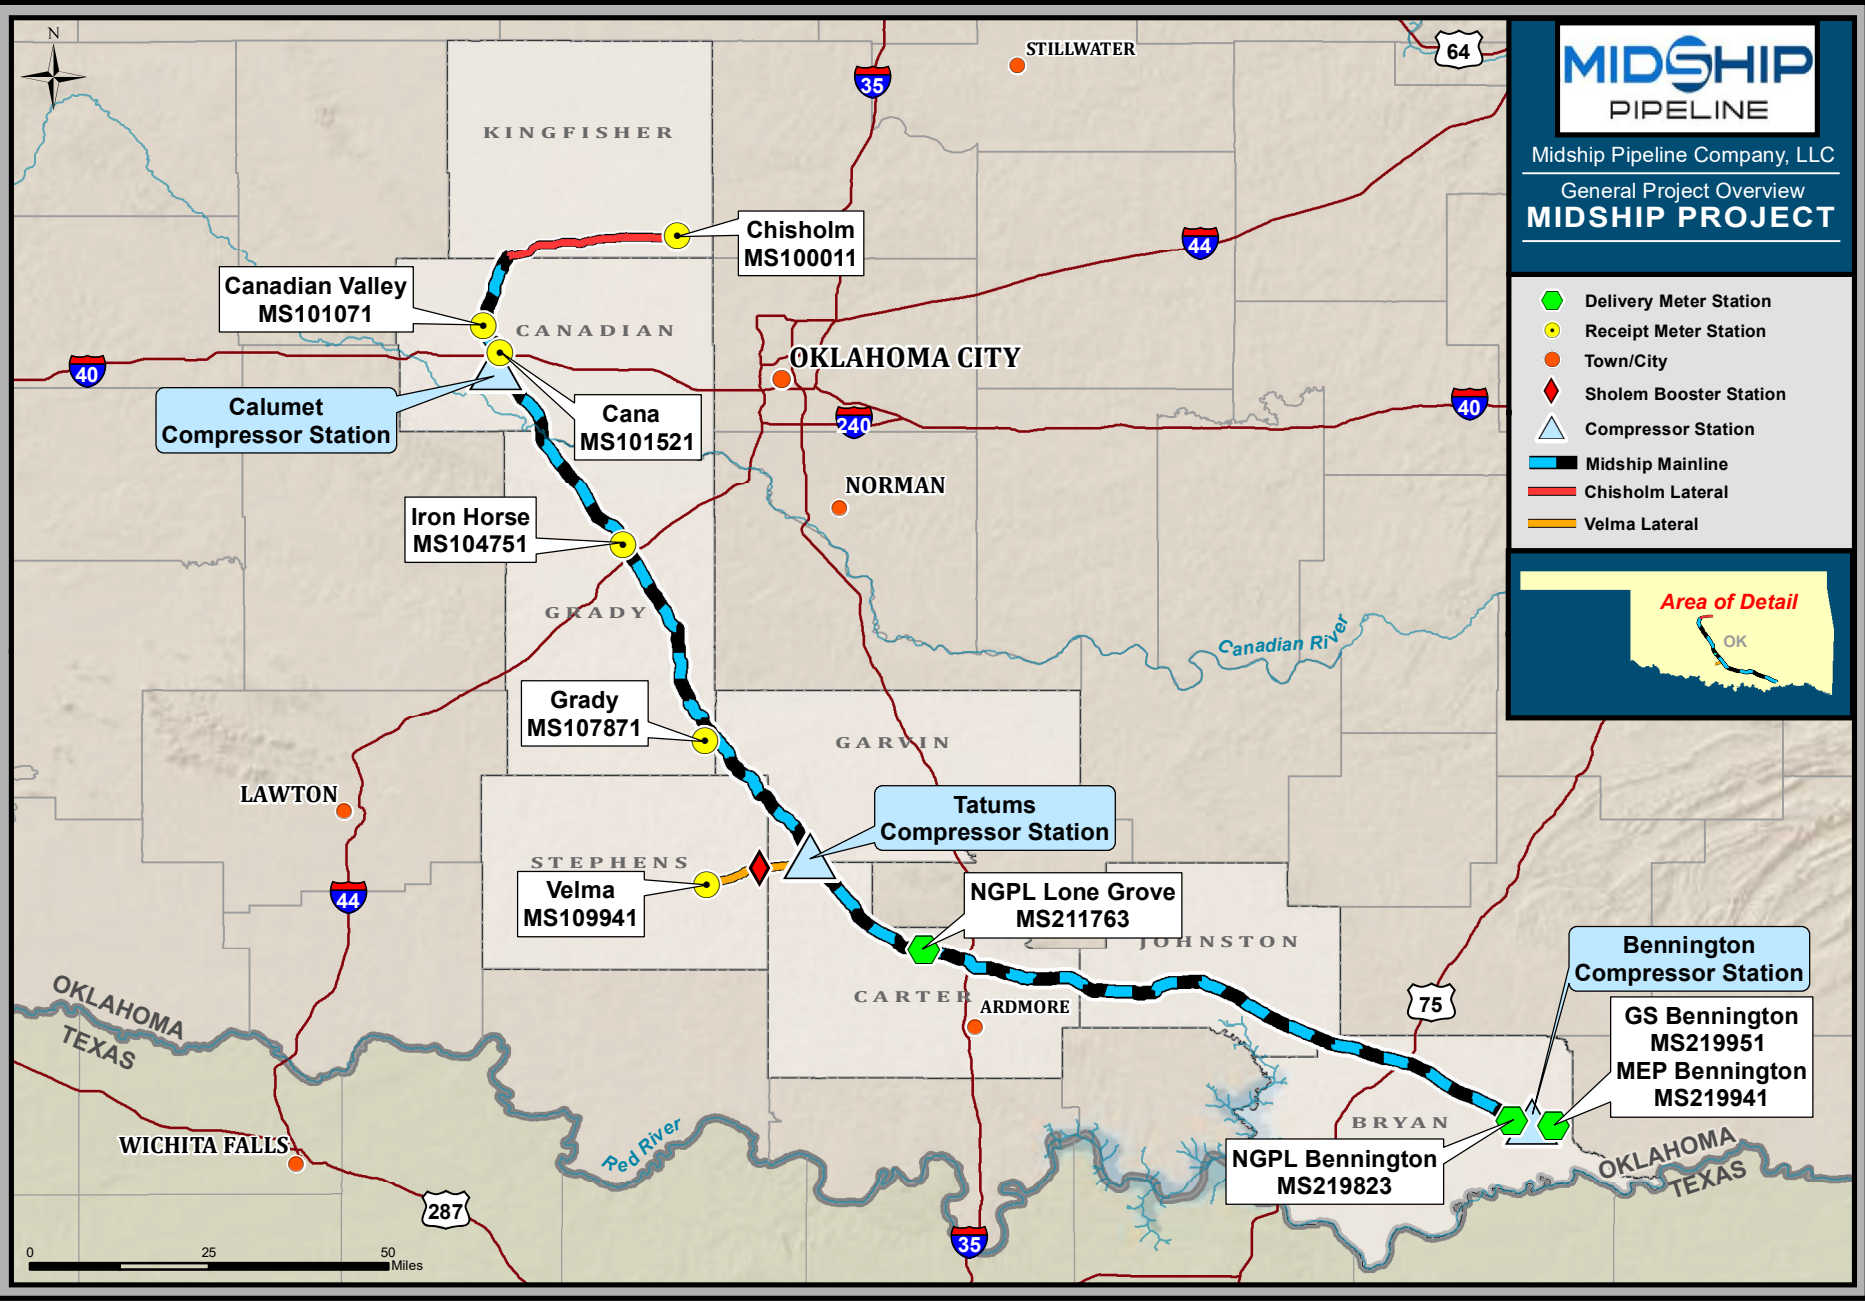 N
STILLWATER
64
35
KINGFISHER
MIDSHIP
PIPELINE
Midship Pipeline Company, LLC
General Project Overview
MIDSHIP PROJECT
Chisholm
MS100011
44
Canadian Valley
MS101071
CANADIAN
Delivery Meter Station
Receipt Meter Station
Town/City
Sholem Booster Station
Compressor Station
Midship Mainline
Chisholm Lateral
Velma Lateral
40
OKLAHOMA CITY
Calumet
Compressor Station
Cana
MS101521
240
40
NORMAN
Iron Horse
MS104751
GRADY
Canadian River
Area of Detail
OK
Grady
MS107871
GARVIN
LAWTON
Tatums
Compressor Station
STEPHENS
Velma
MS109941
44
NGPL Lone Grove
MS211763
JOHNSTON
Bennington
Compressor Station
CARTER
ARDMORE
75
OKLAHOMA
TEXAS
GS Bennington
MS219951
MEP Bennington
MS219941
BRYAN
Red River
WICHITA FALLS
NGPL Bennington
MS219823
OKLAHOMA
TEXAS
287
35
0 25 50
Miles